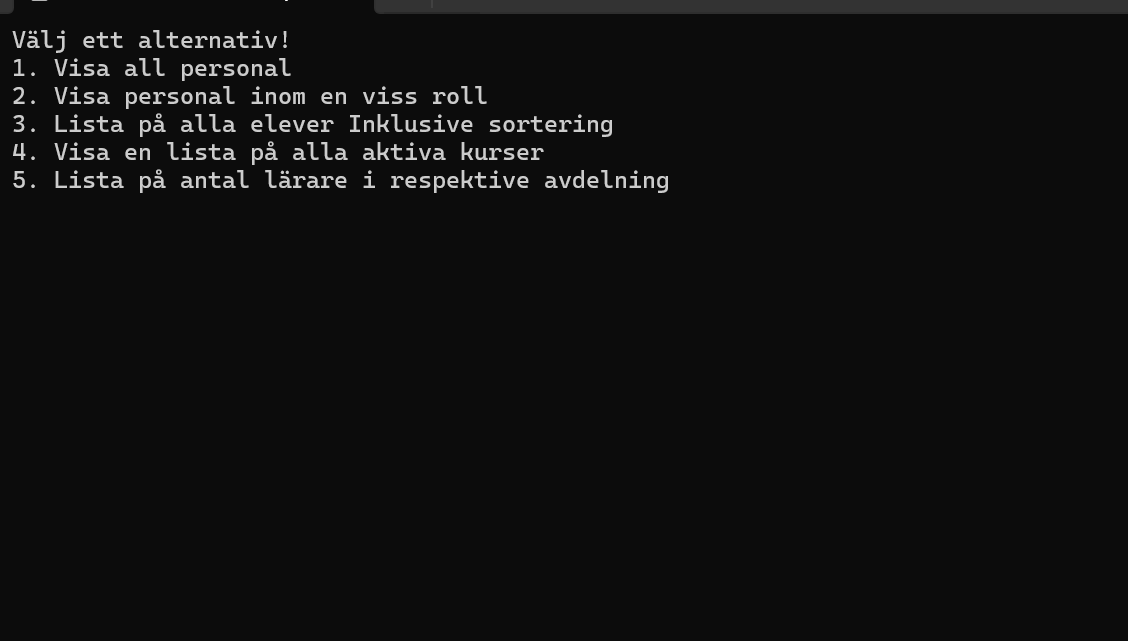 Välj ett alternativ!
1. Visa all personal
2. Visa personal inom en viss roll
3. Lista på alla elever Inklusive sortering
4. Visa en lista på alla aktiva kurser
5. Lista på antal lärare i respektive avdelning